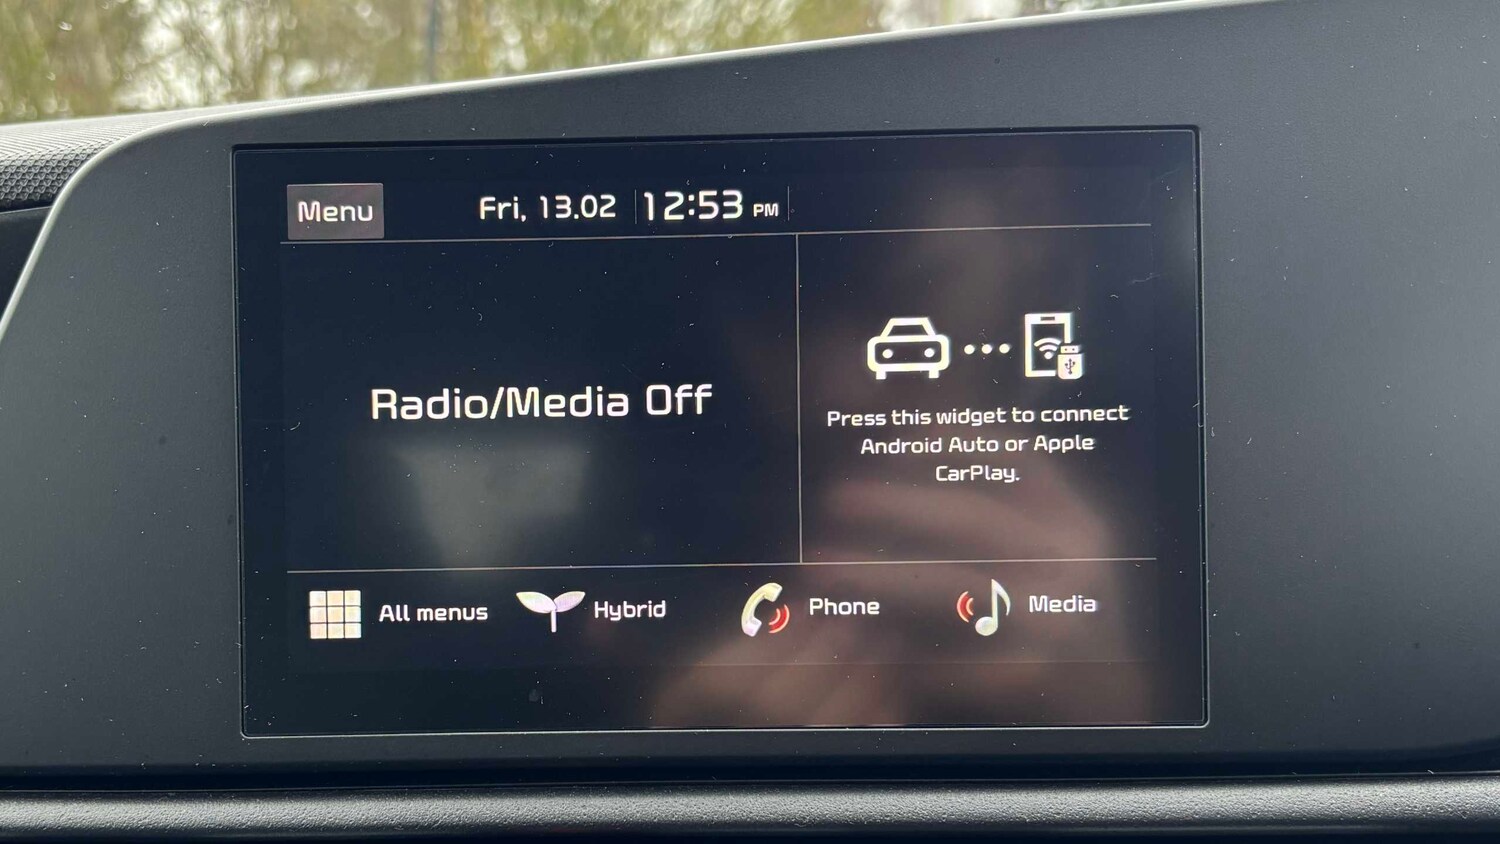 Menu
Fri, 13.02
12:53 PM
Radio/Media Off
Press this widget to connect
Android Auto or Apple
CarPlay.
All menus
Hybrid
Phone
Media